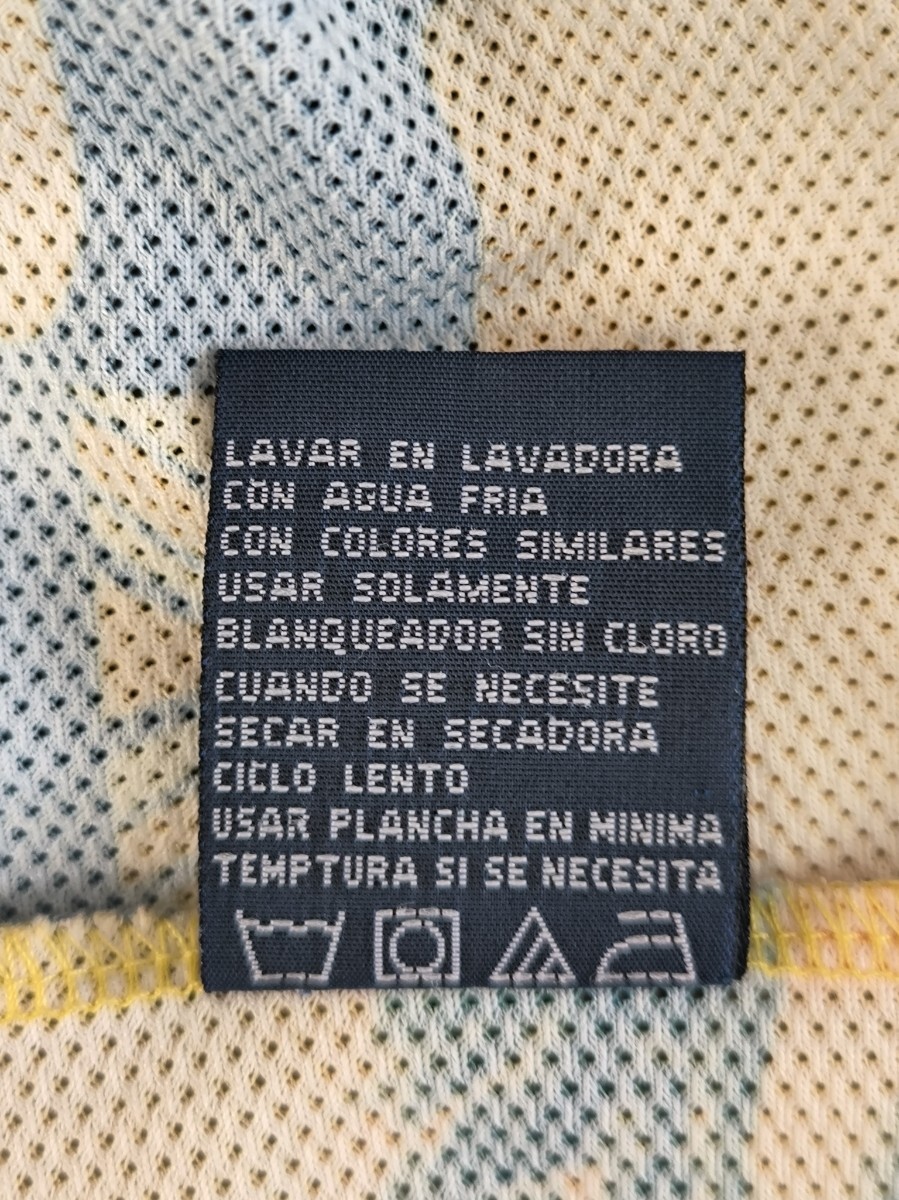 LAVAR EN LAVADORA
CON AGUA FRIA
CON COLORES SIMILARES
USAR SOLAMENTE
BLANQUEADOR SIN CLORO
CUANDO SE NECESITE
SECAR EN SECADORA
CICLO LENTO
USAR PLANCHA EN MINIMA
TEMPTURA SI SE NECESITA